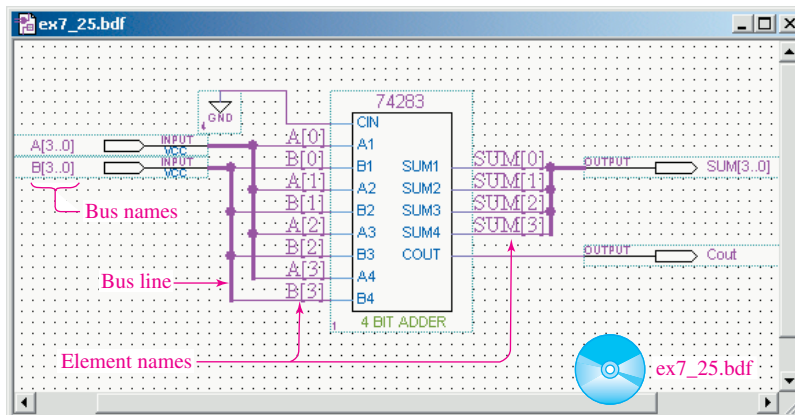 ex7_25.bdf
74283
GND
CIN
A[3..0] INPUT VCC A[0] A1
B[3..0] INPUT VCC B[0] B1 SUM1 SUM[0] OUTPUT SUM[3..0]
A[1] A2 SUM2 SUM[1]
B[1] B2 SUM3 SUM[2]
Bus names
A[2] A3 SUM4 SUM[3]
B[2] B3 COUT OUTPUT Cout
Bus line
A[3] A4
B[3] B4
1 4 BIT ADDER
Element names
ex7_25.bdf